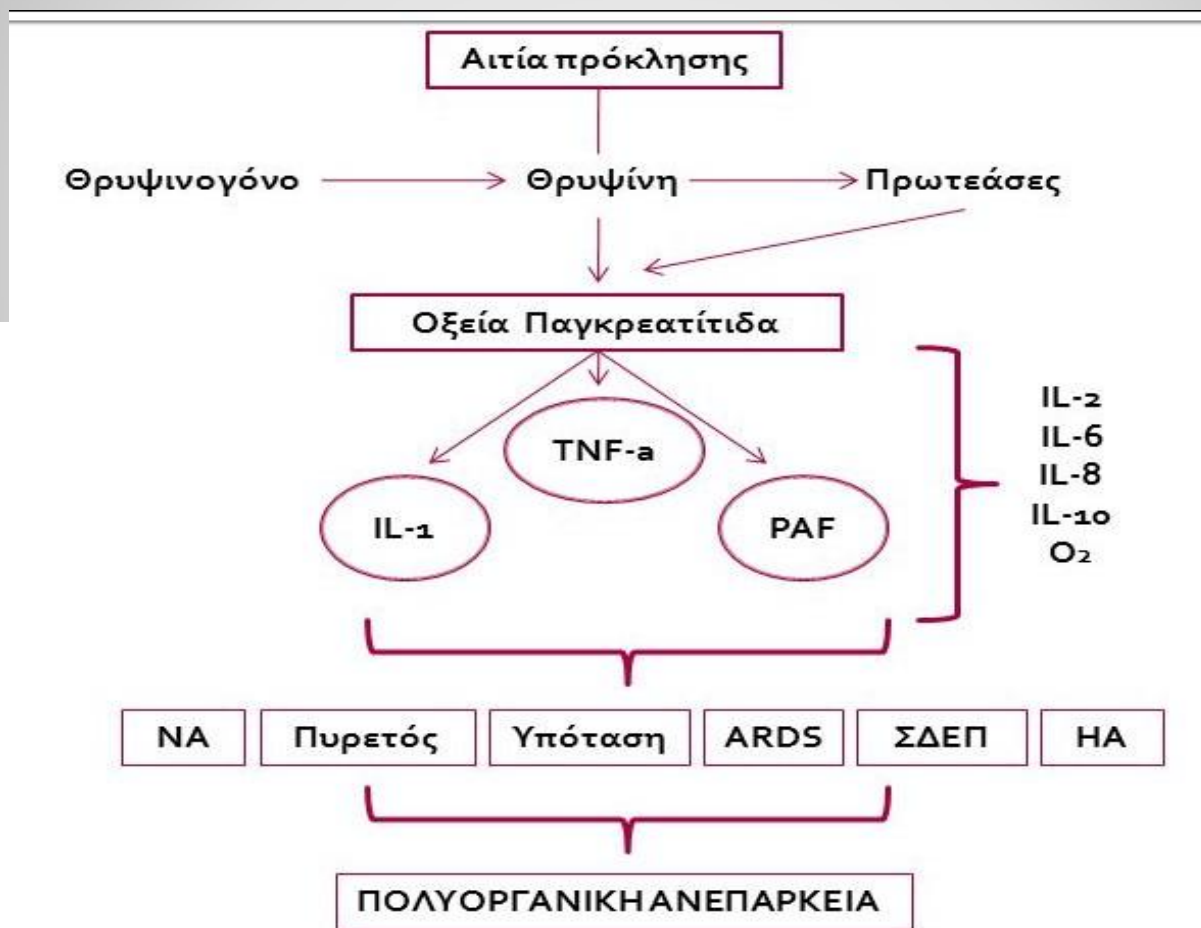 Αιτία πρόκλησης
Θρυψινογόνο
Θρυψίνη
Πρωτεάσες
Οξεία Παγκρεατίτιδα
TNF-a
IL-1
PAF
IL-2
IL-6
IL-8
IL-10
O2
ΝΑ
Πυρετός
Υπόταση
ARDS
ΣΔΕΠ
ΗΑ
ΠΟΛΥΟΡΓΑΝΙΚΗ ΑΝΕΠΑΡΚΕΙΑ